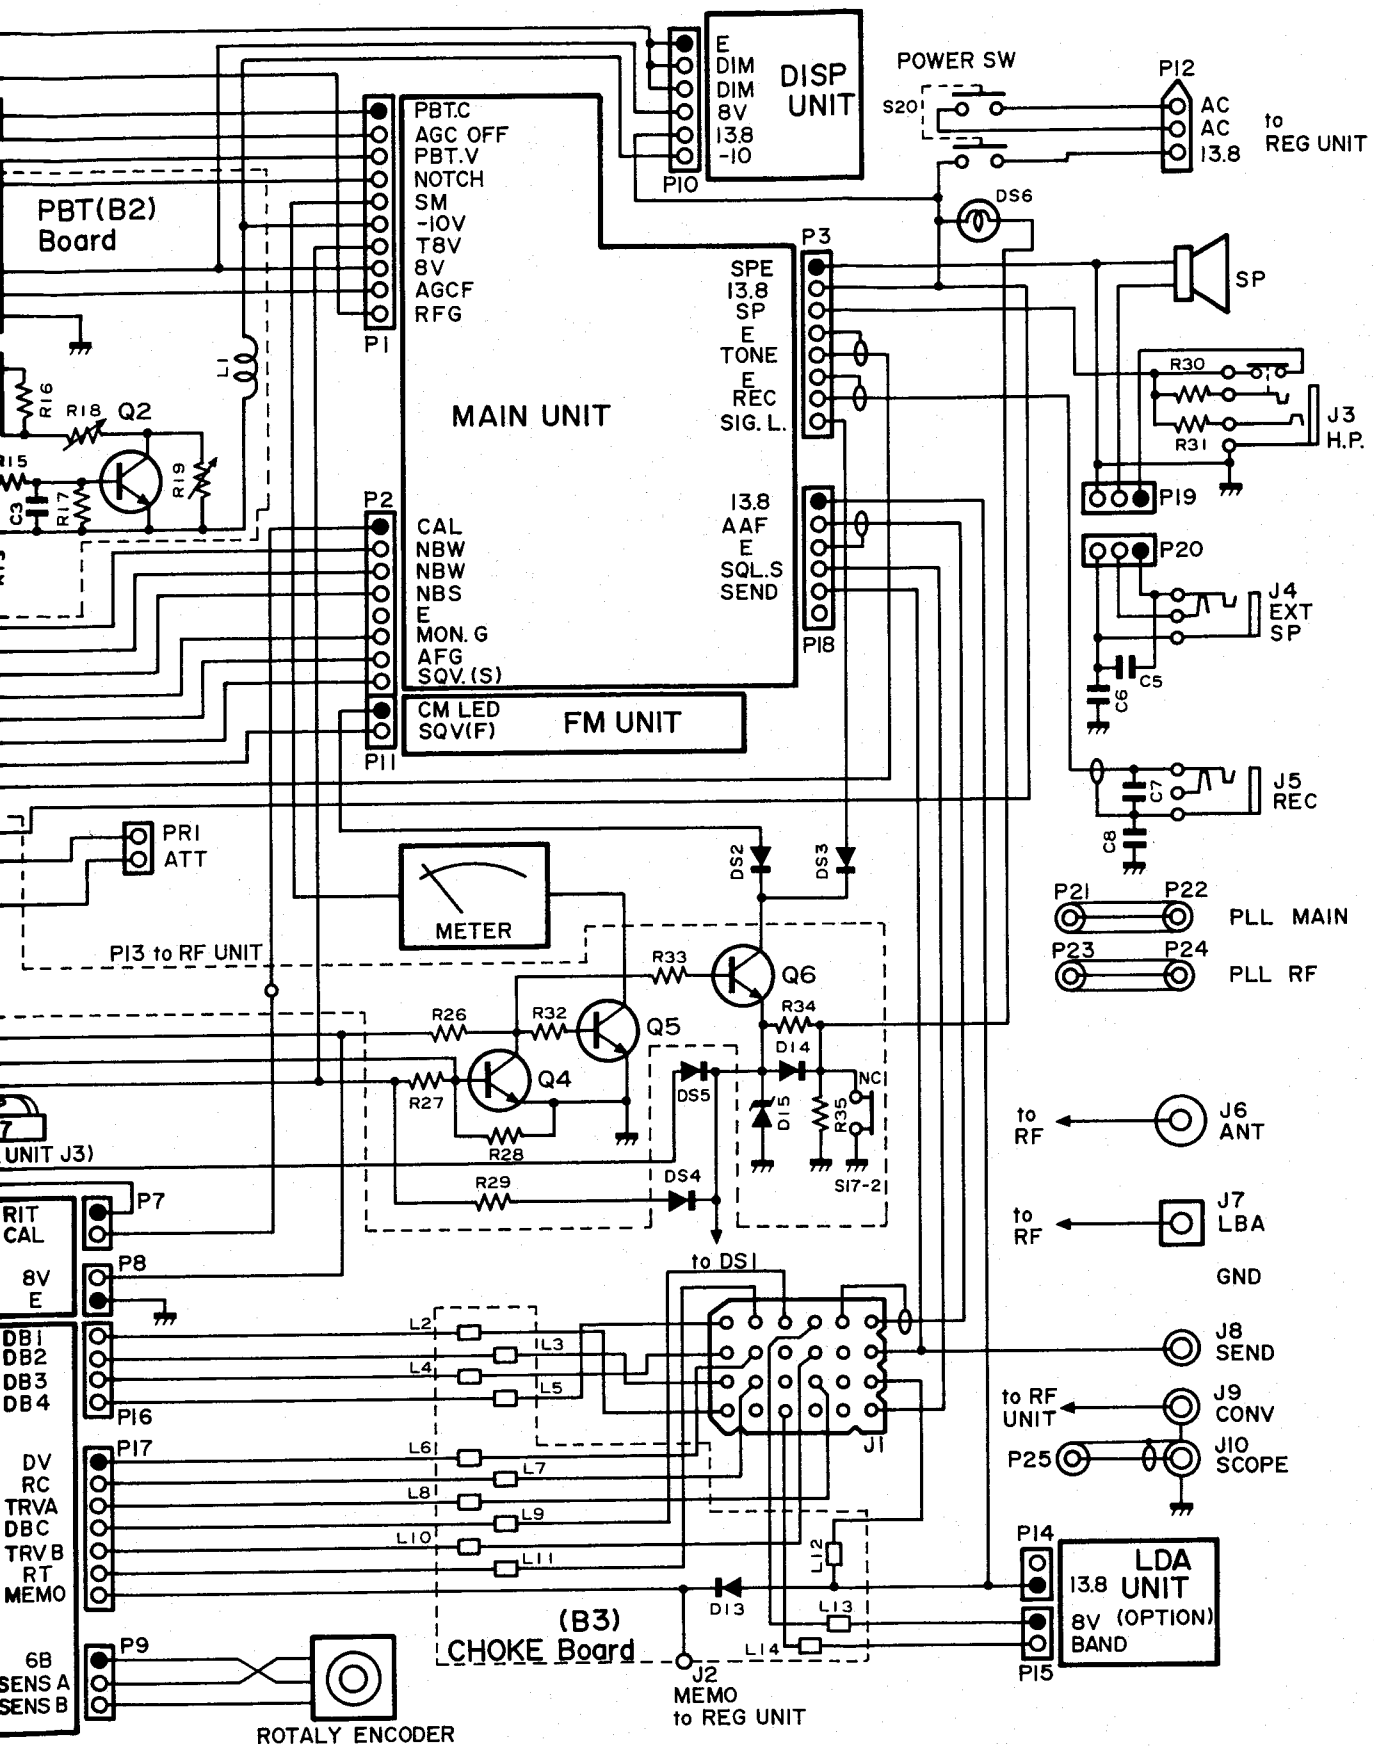 E
DIM
DIM
8V
13.8
-10
P10
DISP
UNIT
POWER SW
S20
P12
AC
AC
13.8
to
REG UNIT
PBT.C
AGC OFF
PBT.V
NOTCH
SM
-10V
T8V
8V
AGCF
RFG
P1
PBT(B2)
Board
DS6
P3
SPE
13.8
SP
E
TONE
E
REC
SIG. L.
SP
L1
R16
R18
Q2
R15
C3
R17
R19
MAIN UNIT
R30
R31
J3
H.P.
P19
P2
CAL
NBW
NBW
NBS
E
MON. G
AFG
SQV. (S)
13.8
AAF
E
SQL.S
SEND
P18
P20
J4
EXT
SP
C5
C6
CM LED
SQV(F)
P11
FM UNIT
J5
REC
C7
C8
PRI
ATT
DS2
DS3
METER
P13 to RF UNIT
P21
P22
PLL MAIN
P23
P24
PLL RF
R33
Q6
R34
R26
R32
Q5
D14
Q4
R27
DS5
NC
D15
R35
R28
S17-2
R29
DS4
to DS1
7
UNIT J3)
to
RF
J6
ANT
to
RF
J7
LBA
GND
RIT
CAL
P7
8V
E
P8
DB1
DB2
DB3
DB4
P16
L2
L3
L4
L5
J1
J8
SEND
to RF
UNIT
J9
CONV
P25
J10
SCOPE
P17
DV
RC
TRVA
DBC
TRV B
RT
MEMO
L6
L7
L8
L9
L10
L11
L12
D13
L13
L14
(B3)
CHOKE Board
P14
13.8
8V
BAND
P15
LDA
UNIT
(OPTION)
P9
6B
SENS A
SENS B
ROTALY ENCODER
J2
MEMO
to REG UNIT